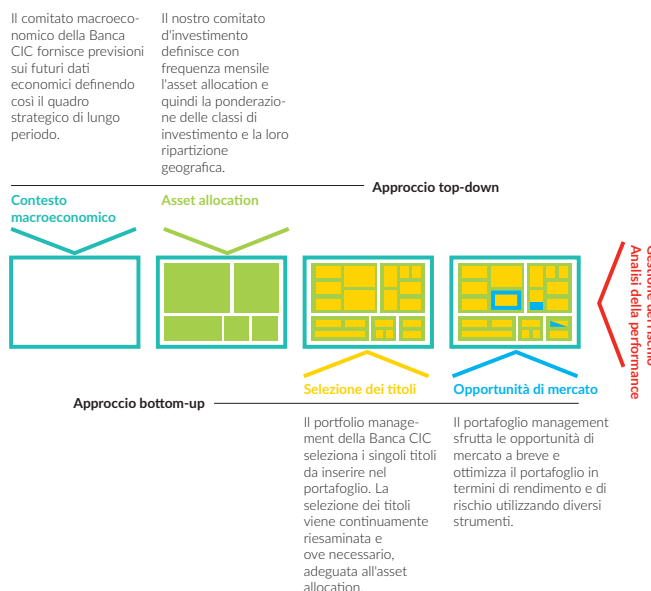 Il comitato macroeco-
nomico della Banca
CIC fornisce previsioni
sui futuri dati
economici definendo
così il quadro
strategico di lungo
periodo.
Il nostro comitato
d'investimento
definisce con
frequenza mensile
l'asset allocation e
quindi la ponderazio-
ne delle classi di
investimento e la loro
ripartizione
geografica.
Approccio top-down
Contesto
macroeconomico
Asset allocation
Gestione del rischio
Analisi della performance
Selezione dei titoli
Opportunità di mercato
Approccio bottom-up
Il portfolio manage-
ment della Banca CIC
seleziona i singoli titoli
da inserire nel
portafoglio. La
selezione dei titoli
viene continuamente
riesaminata e
ove necessario,
adeguata all'asset
allocation
Il portafoglio management
sfrutta le opportunità di
mercato a breve e
ottimizza il portafoglio in
termini di rendimento e di
rischio utilizzando diversi
strumenti.